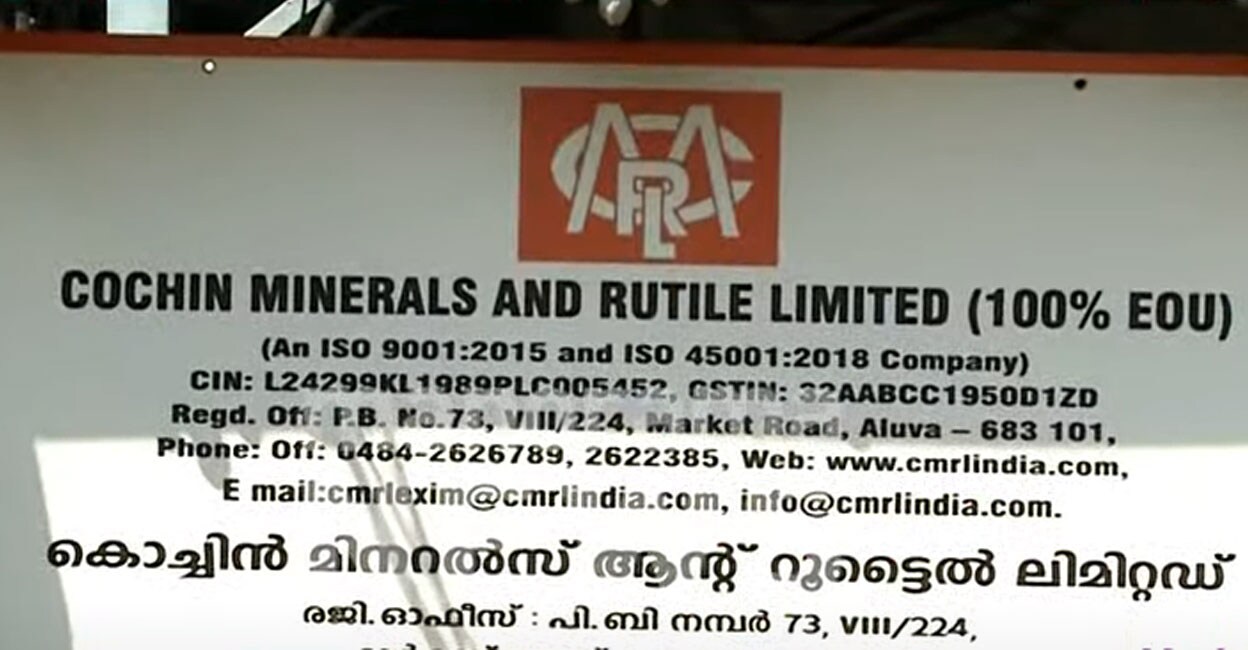 CMRL
COCHIN MINERALS AND RUTILE LIMITED (100% EOU)
(An ISO 9001:2015 and ISO 45001:2018 Company)
CIN: L24299KL1989PLC005452, GSTIN: 32AABCC1950D1ZD
Regd. Off: P.B. No.73, VIII/224, Market Road, Aluva – 683 101,
Phone: Off: 0484-2626789, 2622385, Web: www.cmrlindia.com,
E mail:cmrlexim@cmrlindia.com, info@cmrlindia.com.
കൊച്ചിൻ മിനറൽസ് ആന്റ് റൂട്ടൈൽ ലിമിറ്റഡ്
രജി.ഓഫീസ് : പി.ബി നമ്പർ 73, VIII/224,